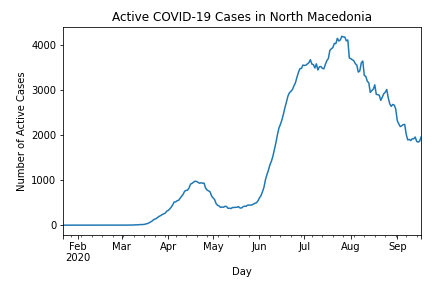 Active COVID-19 Cases in North Macedonia
Number of Active Cases
4000
3000
2000
1000
0
Feb Mar Apr May Jun Jul Aug Sep
2020
Day